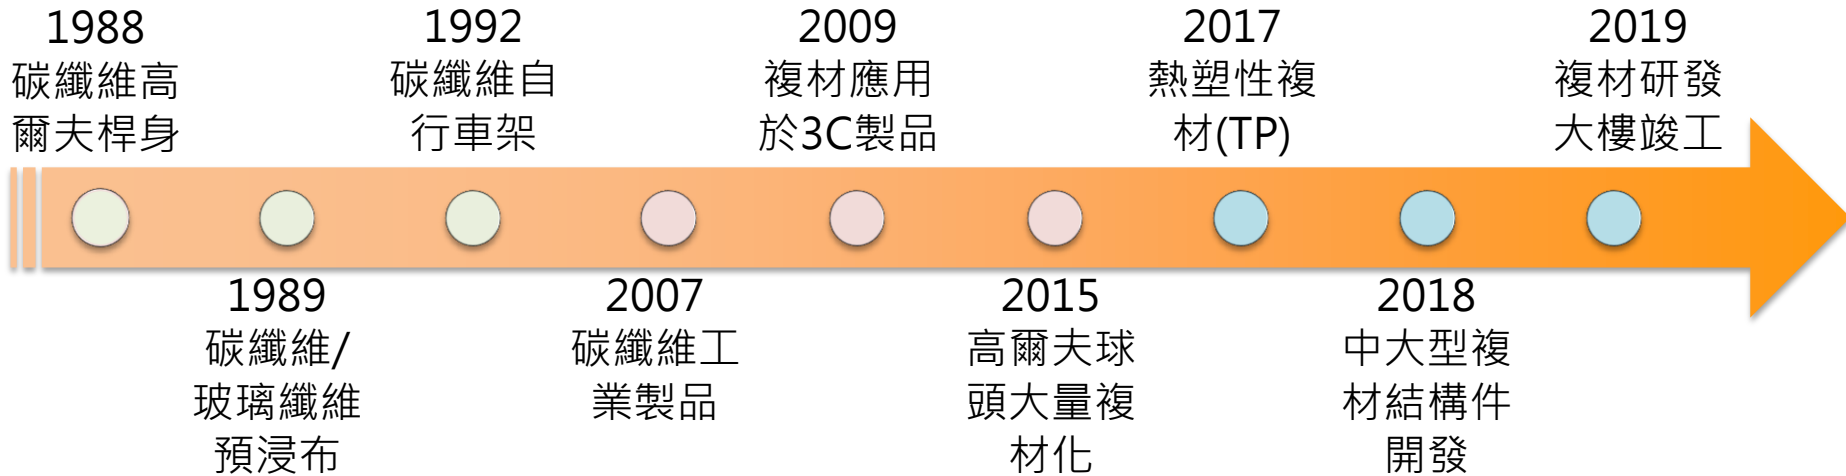 1988
碳纖維高
爾夫桿身
1989
碳纖維/
玻璃纖維
預浸布
1992
碳纖維自
行車架
2007
碳纖維工
業製品
2009
複材應用
於3C製品
2015
高爾夫球
頭大量複
材化
2017
熱塑性複
材(TP)
2018
中大型複
材結構件
開發
2019
複材研發
大樓竣工